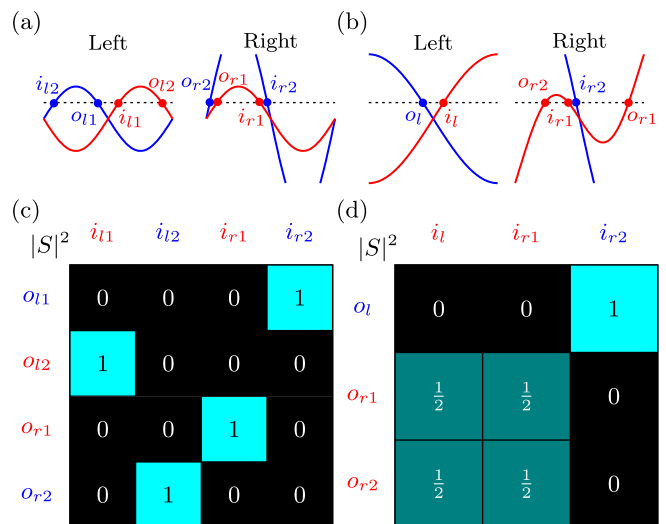 (a)
Left
Right
i_{l2}
o_{l2}
o_{l1}
i_{l1}
o_{r2}
o_{r1}
i_{r2}
i_{r1}
(b)
Left
Right
o_l
i_l
o_{r2}
i_{r2}
i_{r1}
o_{r1}
(c)
|S|^2
i_{l1} i_{l2} i_{r1} i_{r2}
o_{l1} 0 0 0 1
o_{l2} 1 0 0 0
o_{r1} 0 0 1 0
o_{r2} 0 1 0 0
(d)
|S|^2
i_l i_{r1} i_{r2}
o_l 0 0 1
o_{r1} 1/2 1/2 0
o_{r2} 1/2 1/2 0